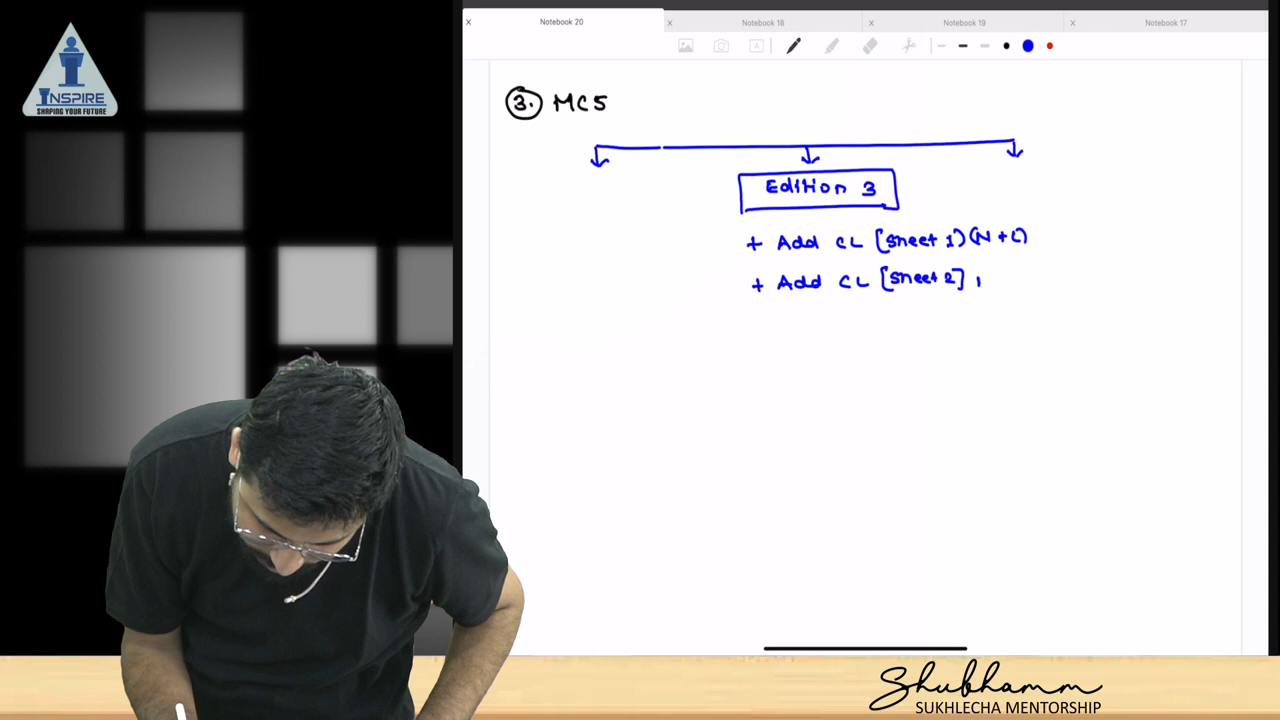 Notebook 20
Notebook 18
Notebook 19
Notebook 17
INSPIRE
SHAPING YOUR FUTURE
3. MCS
Edition 3
+ Add CL [Sheet 1) (N + L)
+ Add CL [Sheet 2] ,
Shubhamm
SUKHLECHA MENTORSHIP